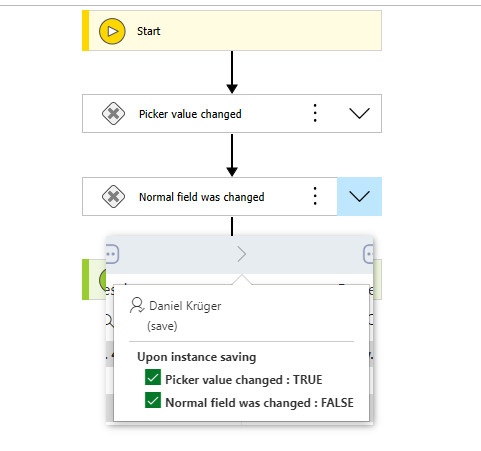 Start
Picker value changed
Normal field was changed
Daniel Krüger
(save)
Upon instance saving
Picker value changed : TRUE
Normal field was changed : FALSE